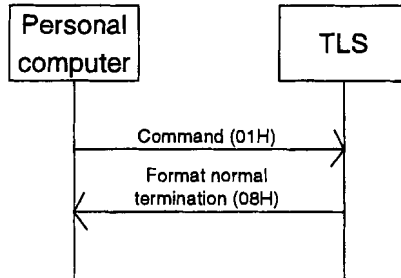 Personal
computer
TLS
Command (01H)
Format normal
termination (08H)